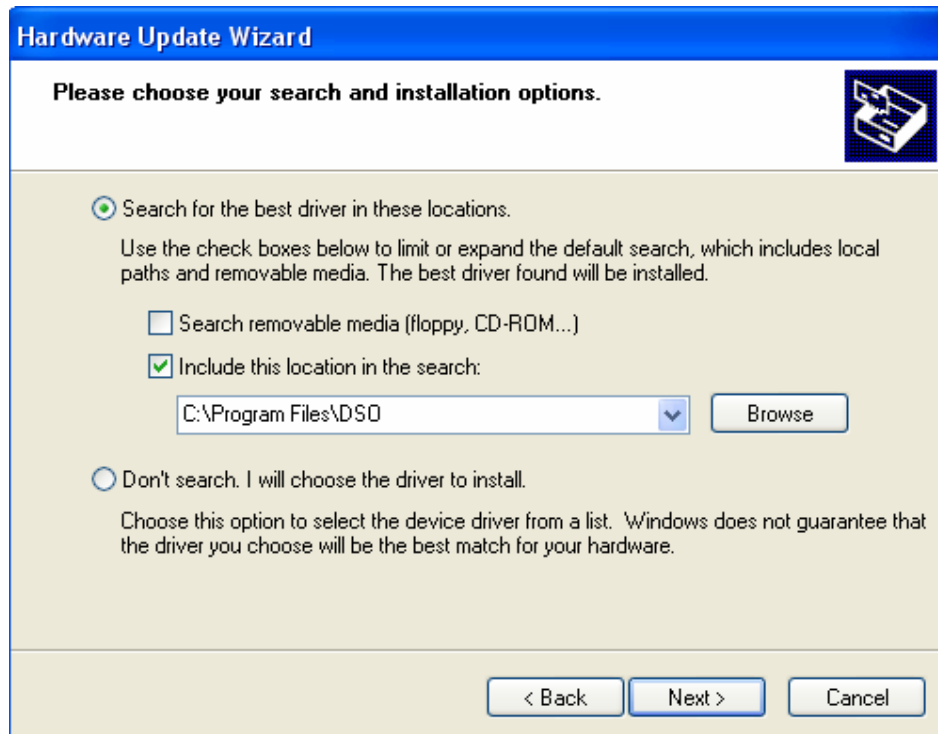 Hardware Update Wizard
Please choose your search and installation options.
Search for the best driver in these locations.
Use the check boxes below to limit or expand the default search, which includes local
paths and removable media. The best driver found will be installed.
Search removable media (floppy, CD-ROM...)
Include this location in the search:
C:\Program Files\DSO
Browse
Don't search. I will choose the driver to install.
Choose this option to select the device driver from a list. Windows does not guarantee that
the driver you choose will be the best match for your hardware.
< Back Next > Cancel